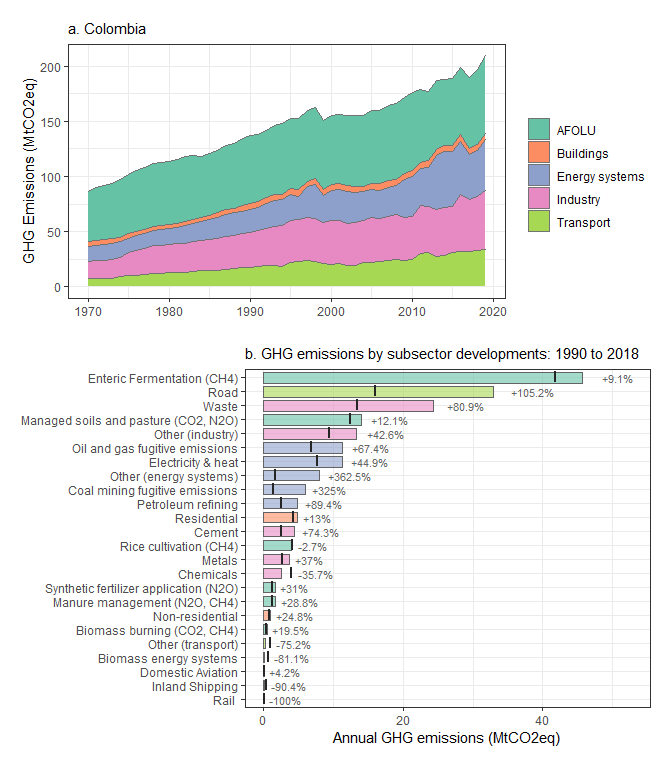 a. Colombia
GHG Emissions (MtCO2eq)
200
150
100
50
0
1970
1980
1990
2000
2010
2020
AFOLU
Buildings
Energy systems
Industry
Transport
b. GHG emissions by subsector developments: 1990 to 2018
Enteric Fermentation (CH4) +9.1%
Road +105.2%
Waste +80.9%
Managed soils and pasture (CO2, N2O) +12.1%
Other (industry) +42.6%
Oil and gas fugitive emissions +67.4%
Electricity & heat +44.9%
Other (energy systems) +362.5%
Coal mining fugitive emissions +325%
Petroleum refining +89.4%
Residential +13%
Cement +74.3%
Rice cultivation (CH4) -2.7%
Metals +37%
Chemicals -35.7%
Synthetic fertilizer application (N2O) +31%
Manure management (N2O, CH4) +28.8%
Non-residential +24.8%
Biomass burning (CO2, CH4) +19.5%
Other (transport) -75.2%
Biomass energy systems -81.1%
Domestic Aviation +4.2%
Inland Shipping -90.4%
Rail -100%
0
20
40
Annual GHG emissions (MtCO2eq)